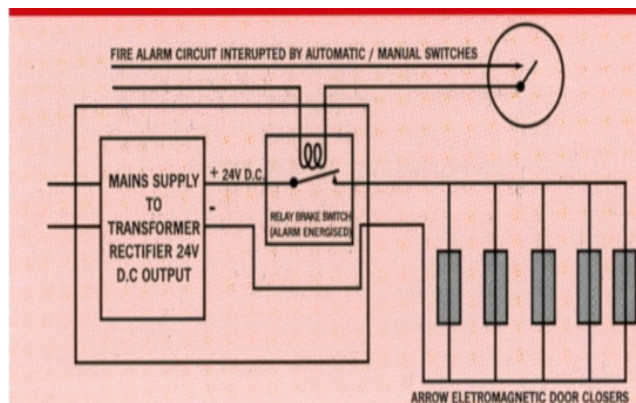 FIRE ALARM CIRCUIT INTERUPTED BY AUTOMATIC / MANUAL SWITCHES
MAINS SUPPLY
TO
TRANSFORMER
RECTIFIER 24V
D.C OUTPUT
+ 24V D.C.
-
RELAY BRAKE SWITCH
(ALARM ENERGISED)
ARROW ELETROMAGNETIC DOOR CLOSERS